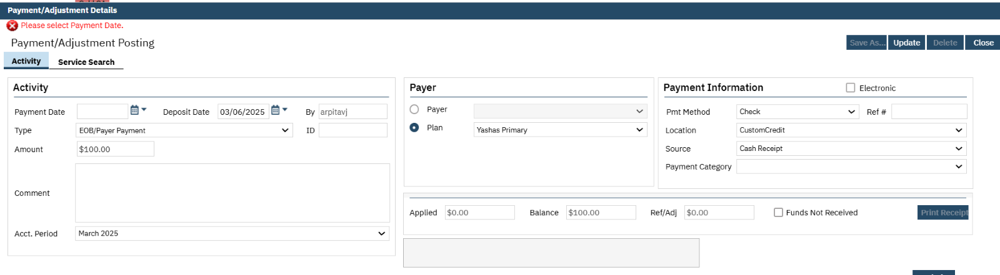 Payment/Adjustment Details
Please select Payment Date.
Payment/Adjustment Posting
Save As... Update Delete Close
Activity Service Search
Activity
Payment Date Deposit Date 03/06/2025 By arpitavj
Type EOB/Payer Payment ID
Amount $100.00
Comment
Acct. Period March 2025
Payer
Payer
Plan Yashas Primary
Payment Information Electronic
Pmt Method Check Ref #
Location CustomCredit
Source Cash Receipt
Payment Category
Applied $0.00 Balance $100.00 Ref/Adj $0.00 Funds Not Received Print Receipt